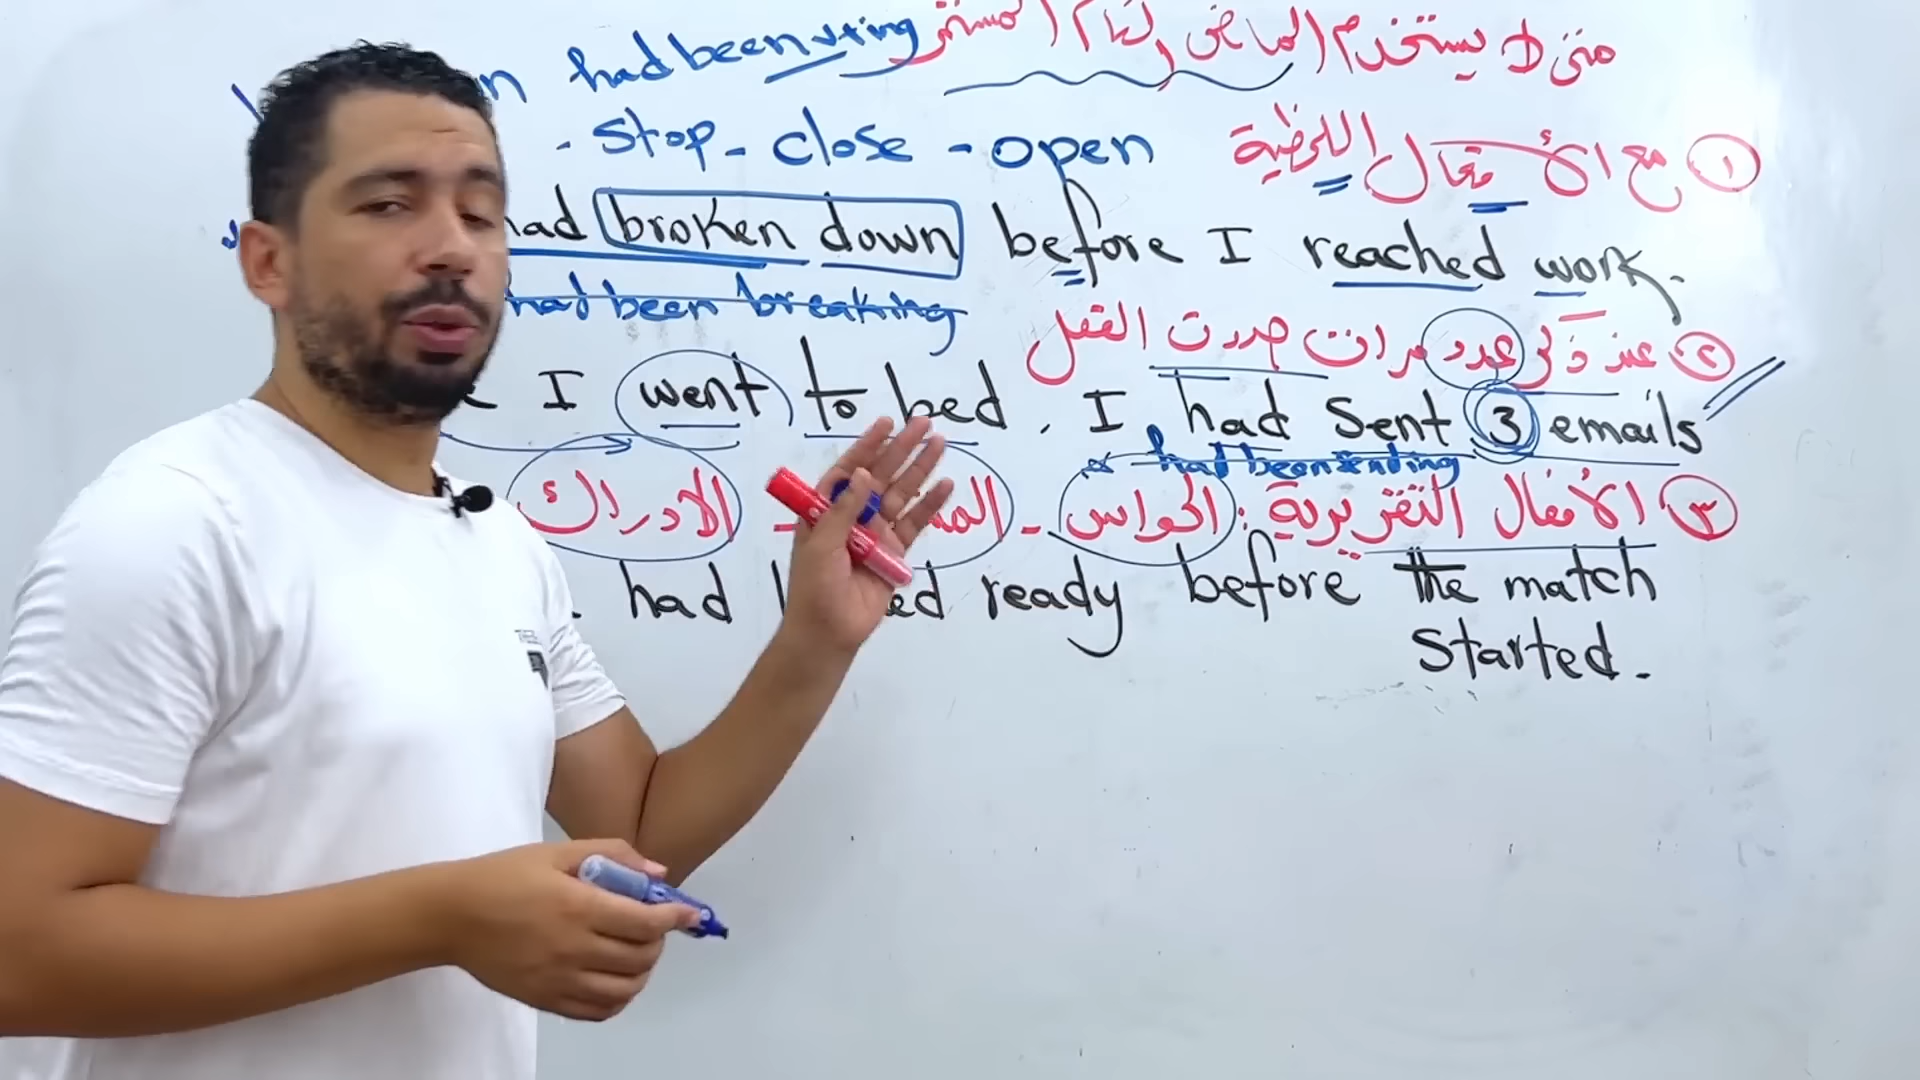 متى لا يستخدم الماضى التام المستمر had been v+ing
١ مع الأفعال اللحظية
- stop - close - open
had broken down before I reached work.
had been breaking
٢ عند ذكر عدد مرات حدوث الفعل
I went to bed, I had sent 3 emails
had been sending
٣ الأفعال التقريرية: الحواس - - الادراك
had ready before the match
started.